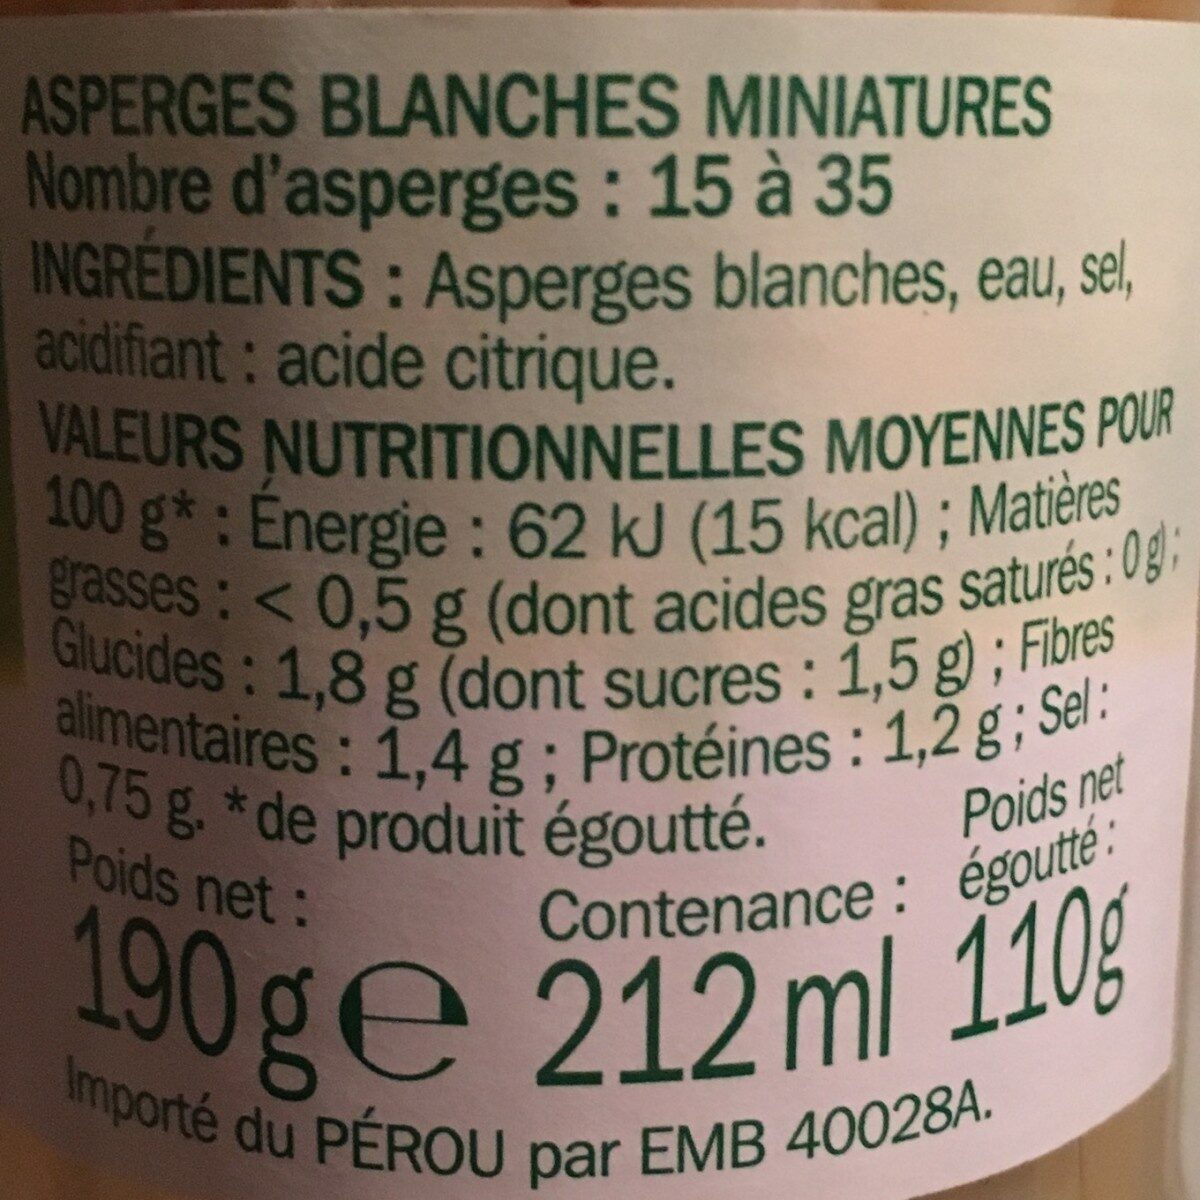 ASPERGES BLANCHES MINIATURES
Nombre d'asperges : 15 à 35
INGRÉDIENTS : Asperges blanches, eau, sel,
acidifiant : acide citrique.
VALEURS NUTRITIONNELLES MOYENNES POUR
100 g* : Énergie : 62 kJ (15 kcal) ; Matières
grasses : < 0,5 g (dont acides gras saturés : 0 g) ;
Glucides : 1,8 g (dont sucres : 1,5 g) ; Fibres
alimentaires : 1,4 g ; Protéines : 1,2 g ; Sel :
0,75 g. *de produit égoutté.
Poids net :
190 g e
Contenance :
212 ml
Poids net
égoutté :
110g
Importé du PÉROU par EMB 40028A.